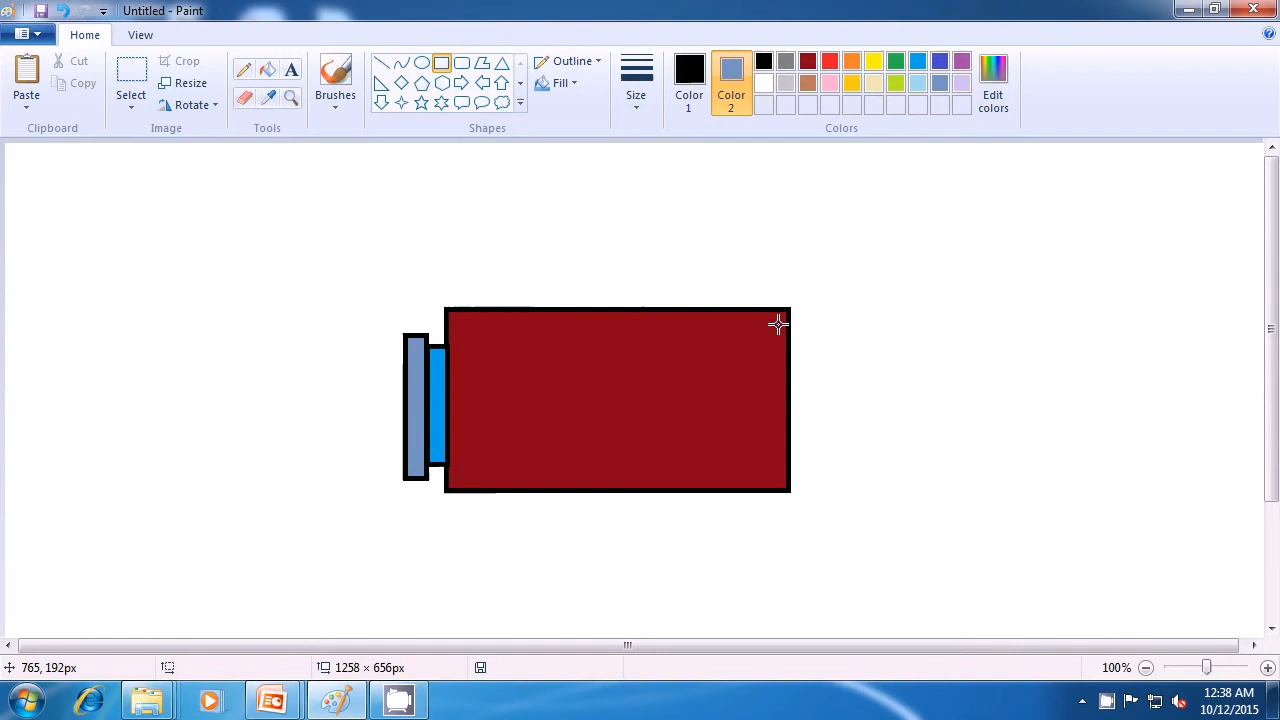 Untitled - Paint
Home
View
Paste
Cut
Copy
Clipboard
Select
Crop
Resize
Rotate
Image
A
Tools
Brushes
Outline
Fill
Shapes
Size
Color 1
Color 2
Edit colors
Colors
765, 192px
1258 × 656px
100%
12:38 AM
10/12/2015